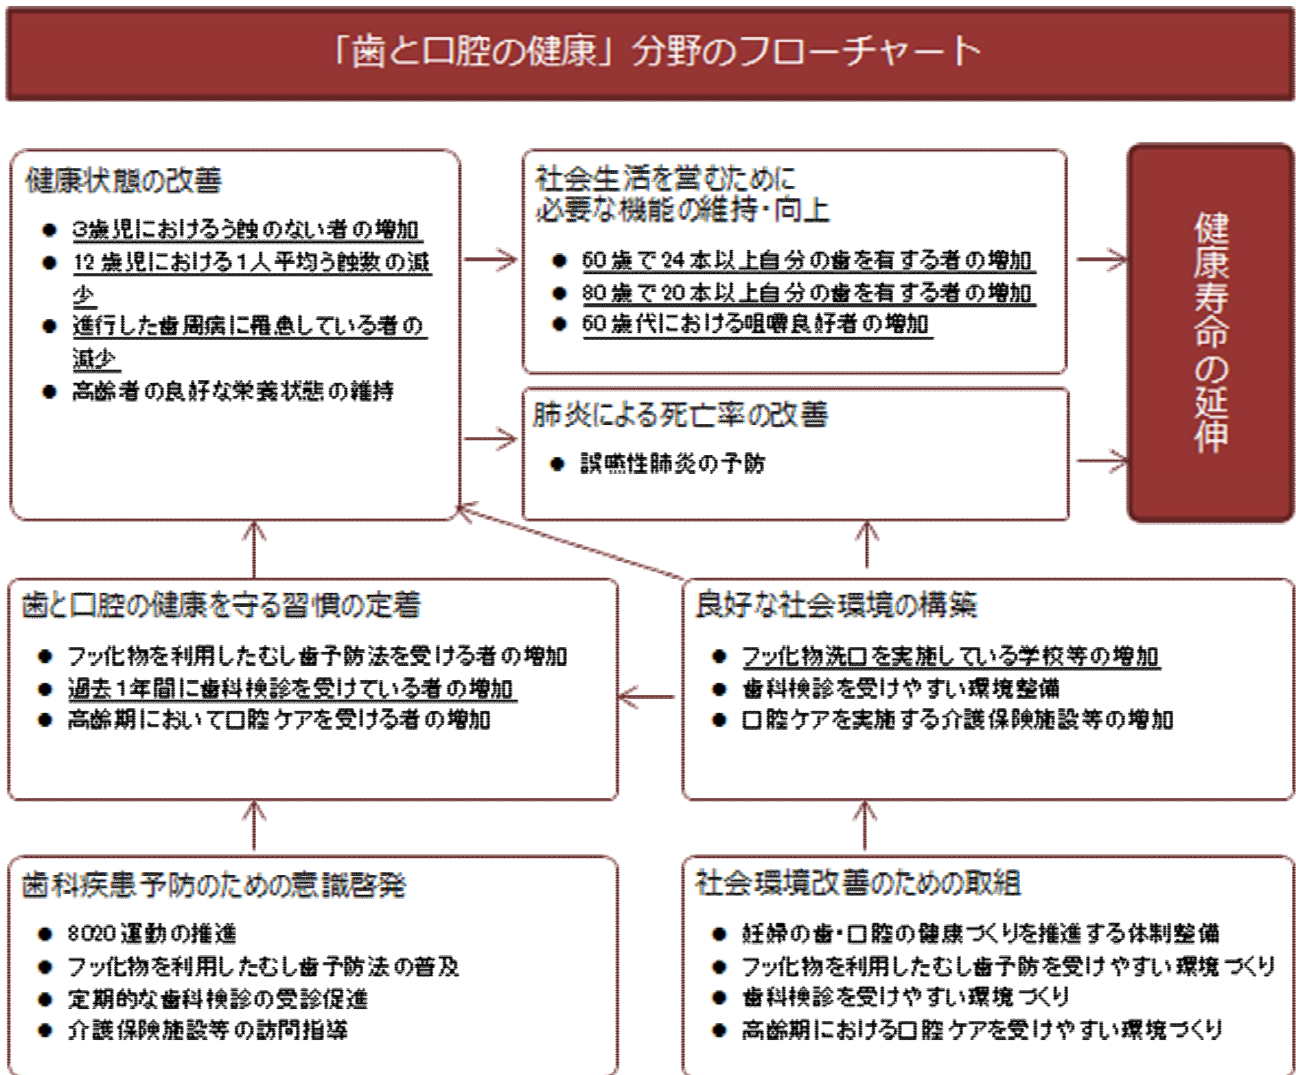 「歯と口腔の健康」分野のフローチャート
健康状態の改善
● 3歳児におけるう蝕のない者の増加
● 12歳児における1人平均う蝕数の減
少
● 進行した歯周病に罹患している者の
減少
● 高齢者の良好な栄養状態の維持
社会生活を営むために
必要な機能の維持・向上
● 60歳で24本以上自分の歯を有する者の増加
● 80歳で20本以上自分の歯を有する者の増加
● 60歳代における咀嚼良好者の増加
肺炎による死亡率の改善
● 誤嚥性肺炎の予防
健康寿命の延伸
歯と口腔の健康を守る習慣の定着
● フッ化物を利用したむし歯予防法を受ける者の増加
● 過去1年間に歯科検診を受けている者の増加
● 高齢期において口腔ケアを受ける者の増加
良好な社会環境の構築
● フッ化物洗口を実施している学校等の増加
● 歯科検診を受けやすい環境整備
● 口腔ケアを実施する介護保険施設等の増加
歯科疾患予防のための意識啓発
● 8020運動の推進
● フッ化物を利用したむし歯予防法の普及
● 定期的な歯科検診の受診促進
● 介護保険施設等の訪問指導
社会環境改善のための取組
● 妊婦の歯・口腔の健康づくりを推進する体制整備
● フッ化物を利用したむし歯予防を受けやすい環境づくり
● 歯科検診を受けやすい環境づくり
● 高齢期における口腔ケアを受けやすい環境づくり